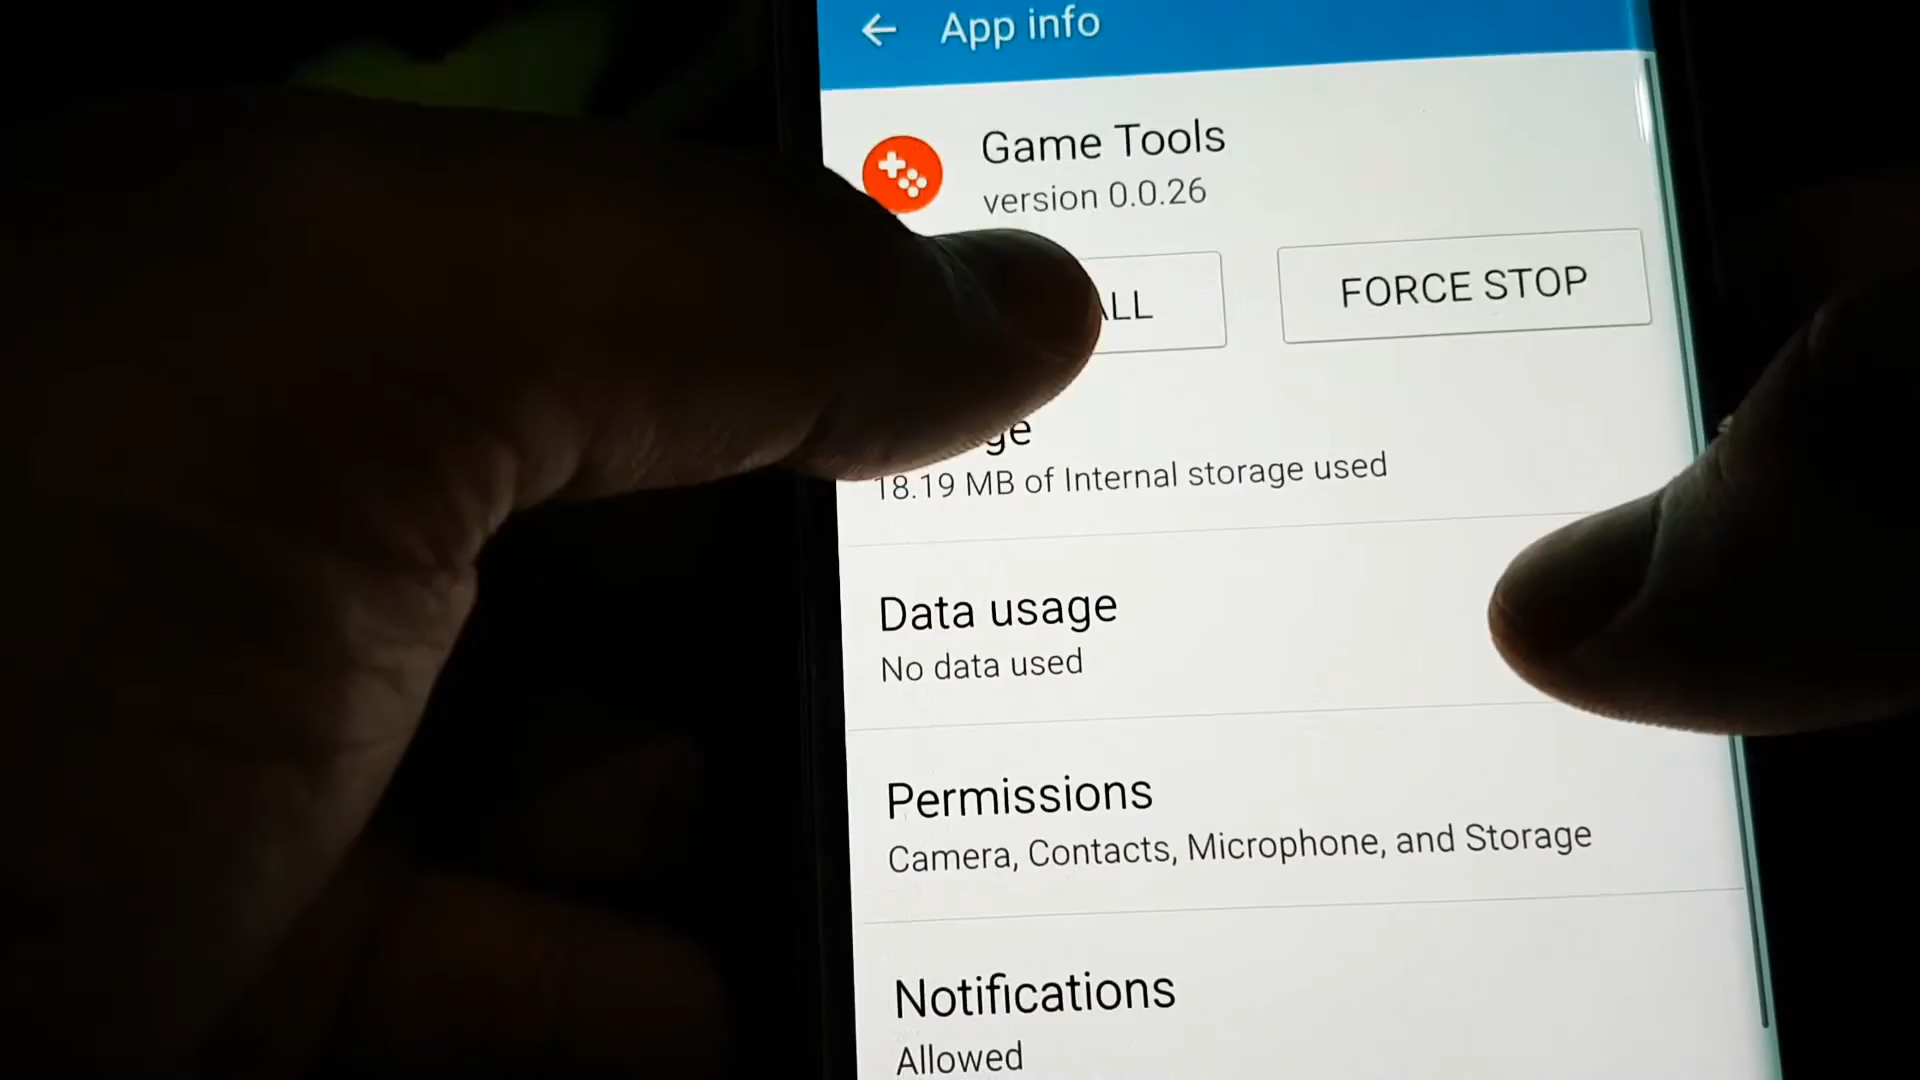 App info
Game Tools
version 0.0.26
ALL
FORCE STOP
ge
18.19 MB of Internal storage used
Data usage
No data used
Permissions
Camera, Contacts, Microphone, and Storage
Notifications
Allowed